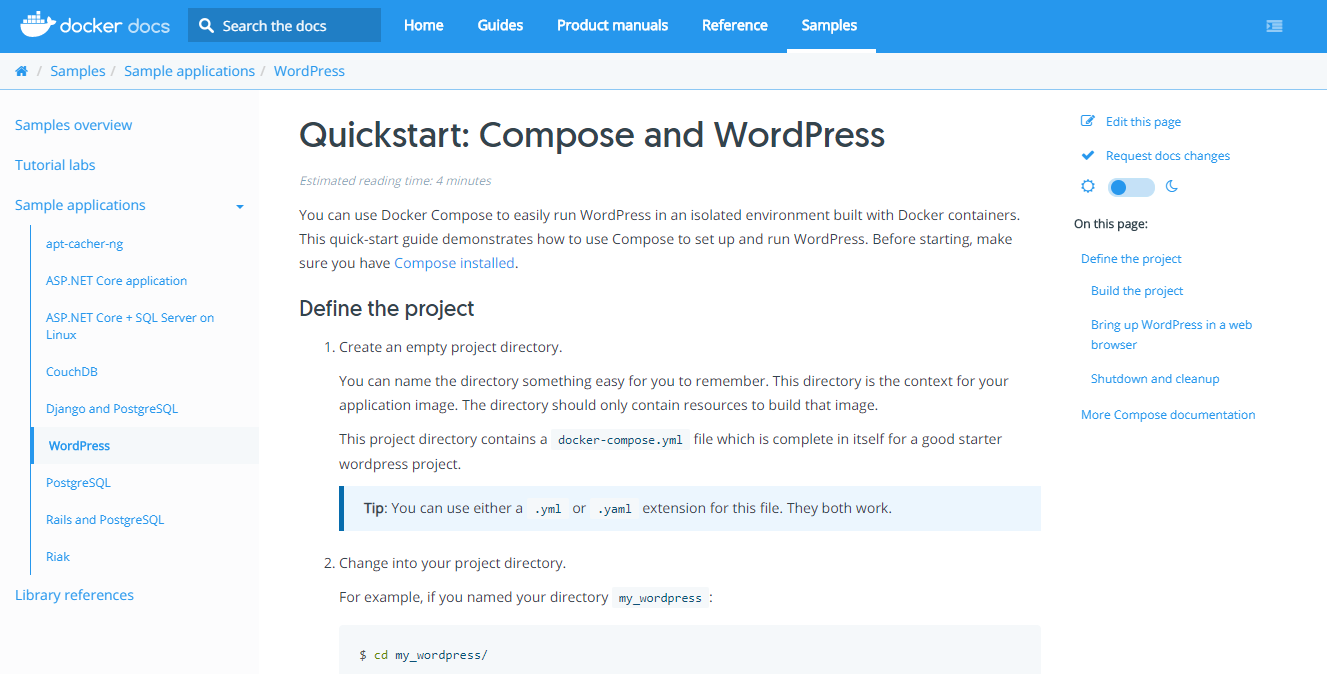 docker docs
Search the docs
Home
Guides
Product manuals
Reference
Samples
/ Samples / Sample applications / WordPress
Samples overview
Tutorial labs
Sample applications
apt-cacher-ng
ASP.NET Core application
ASP.NET Core + SQL Server on
Linux
CouchDB
Django and PostgreSQL
WordPress
PostgreSQL
Rails and PostgreSQL
Riak
Library references
Quickstart: Compose and WordPress
Estimated reading time: 4 minutes
You can use Docker Compose to easily run WordPress in an isolated environment built with Docker containers.
This quick-start guide demonstrates how to use Compose to set up and run WordPress. Before starting, make
sure you have Compose installed.
Define the project
1. Create an empty project directory.
You can name the directory something easy for you to remember. This directory is the context for your
application image. The directory should only contain resources to build that image.
This project directory contains a docker-compose.yml file which is complete in itself for a good starter
wordpress project.
Tip: You can use either a .yml or .yaml extension for this file. They both work.
2. Change into your project directory.
For example, if you named your directory my_wordpress :
$ cd my_wordpress/
Edit this page
Request docs changes
On this page:
Define the project
Build the project
Bring up WordPress in a web
browser
Shutdown and cleanup
More Compose documentation